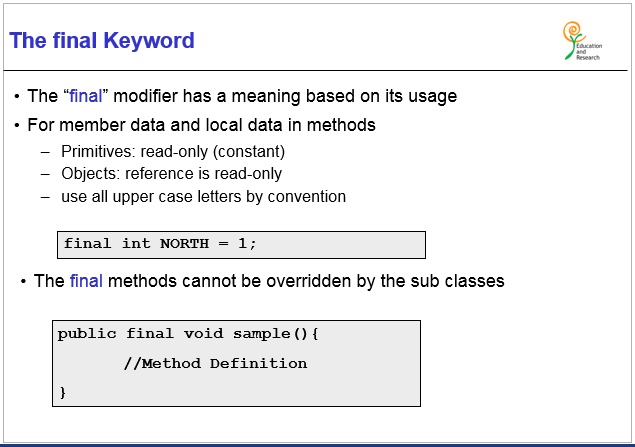 The final Keyword
Education
and
Research
• The “final” modifier has a meaning based on its usage
• For member data and local data in methods
– Primitives: read-only (constant)
– Objects: reference is read-only
– use all upper case letters by convention
final int NORTH = 1;
• The final methods cannot be overridden by the sub classes
public final void sample(){
//Method Definition
}